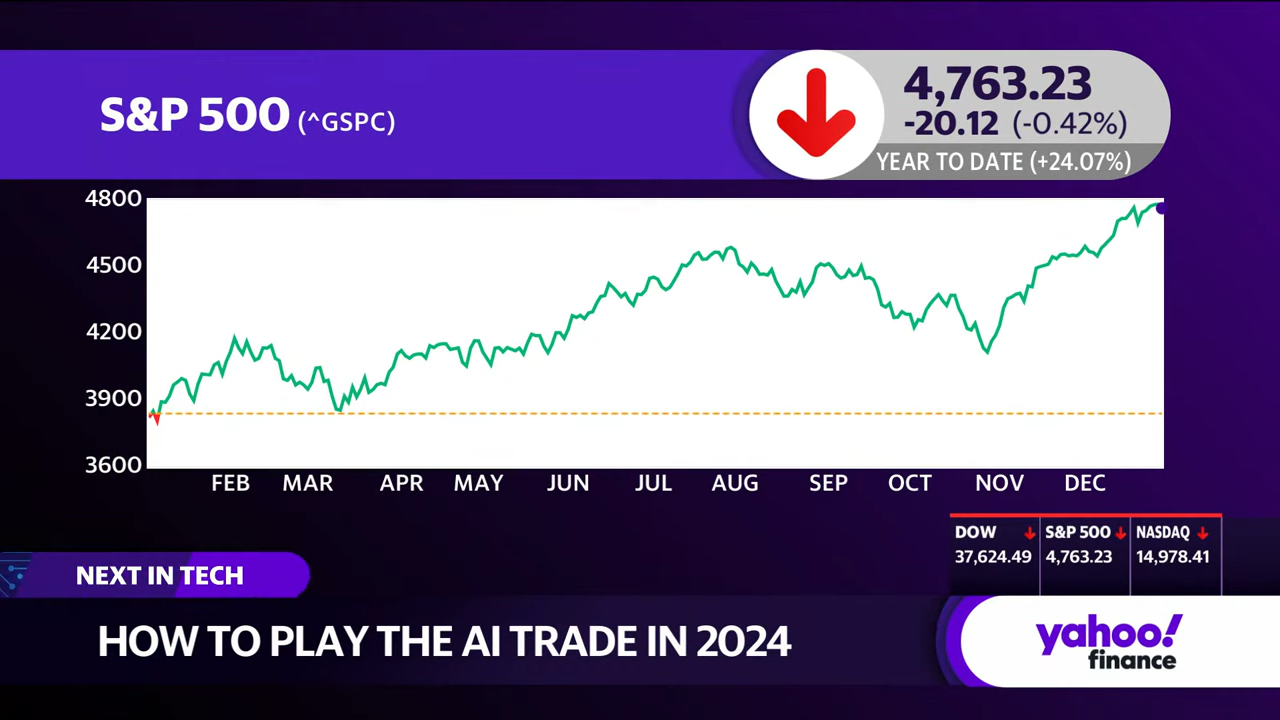 S&P 500 (^GSPC)
4,763.23
-20.12 (-0.42%)
YEAR TO DATE (+24.07%)
4800
4500
4200
3900
3600
FEB MAR APR MAY JUN JUL AUG SEP OCT NOV DEC
DOW S&P 500 NASDAQ
37,624.49 4,763.23 14,978.41
NEXT IN TECH
HOW TO PLAY THE AI TRADE IN 2024
yahoo!
finance